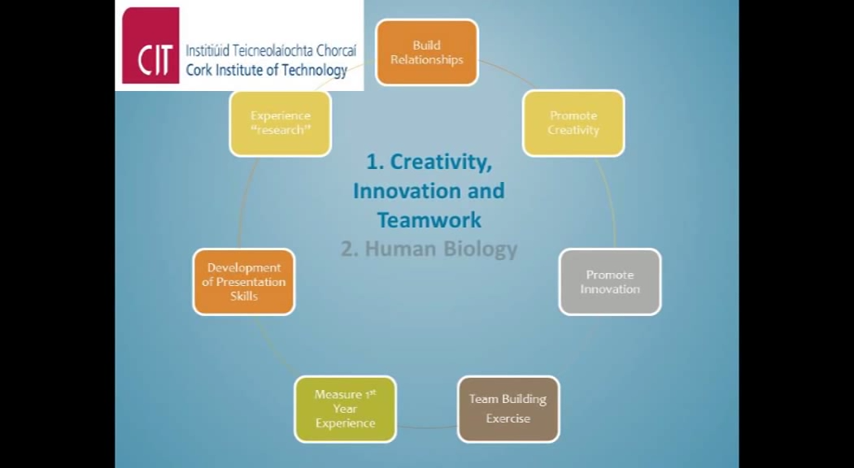 CIT
Institiúid Teicneolaíochta Chorcaí
Cork Institute of Technology
Build
Relationships
Experience
"research"
Promote
Creativity
1. Creativity,
Innovation and
Teamwork
2. Human Biology
Development
of Presentation
Skills
Promote
Innovation
Measure 1st
Year
Experience
Team Building
Exercise